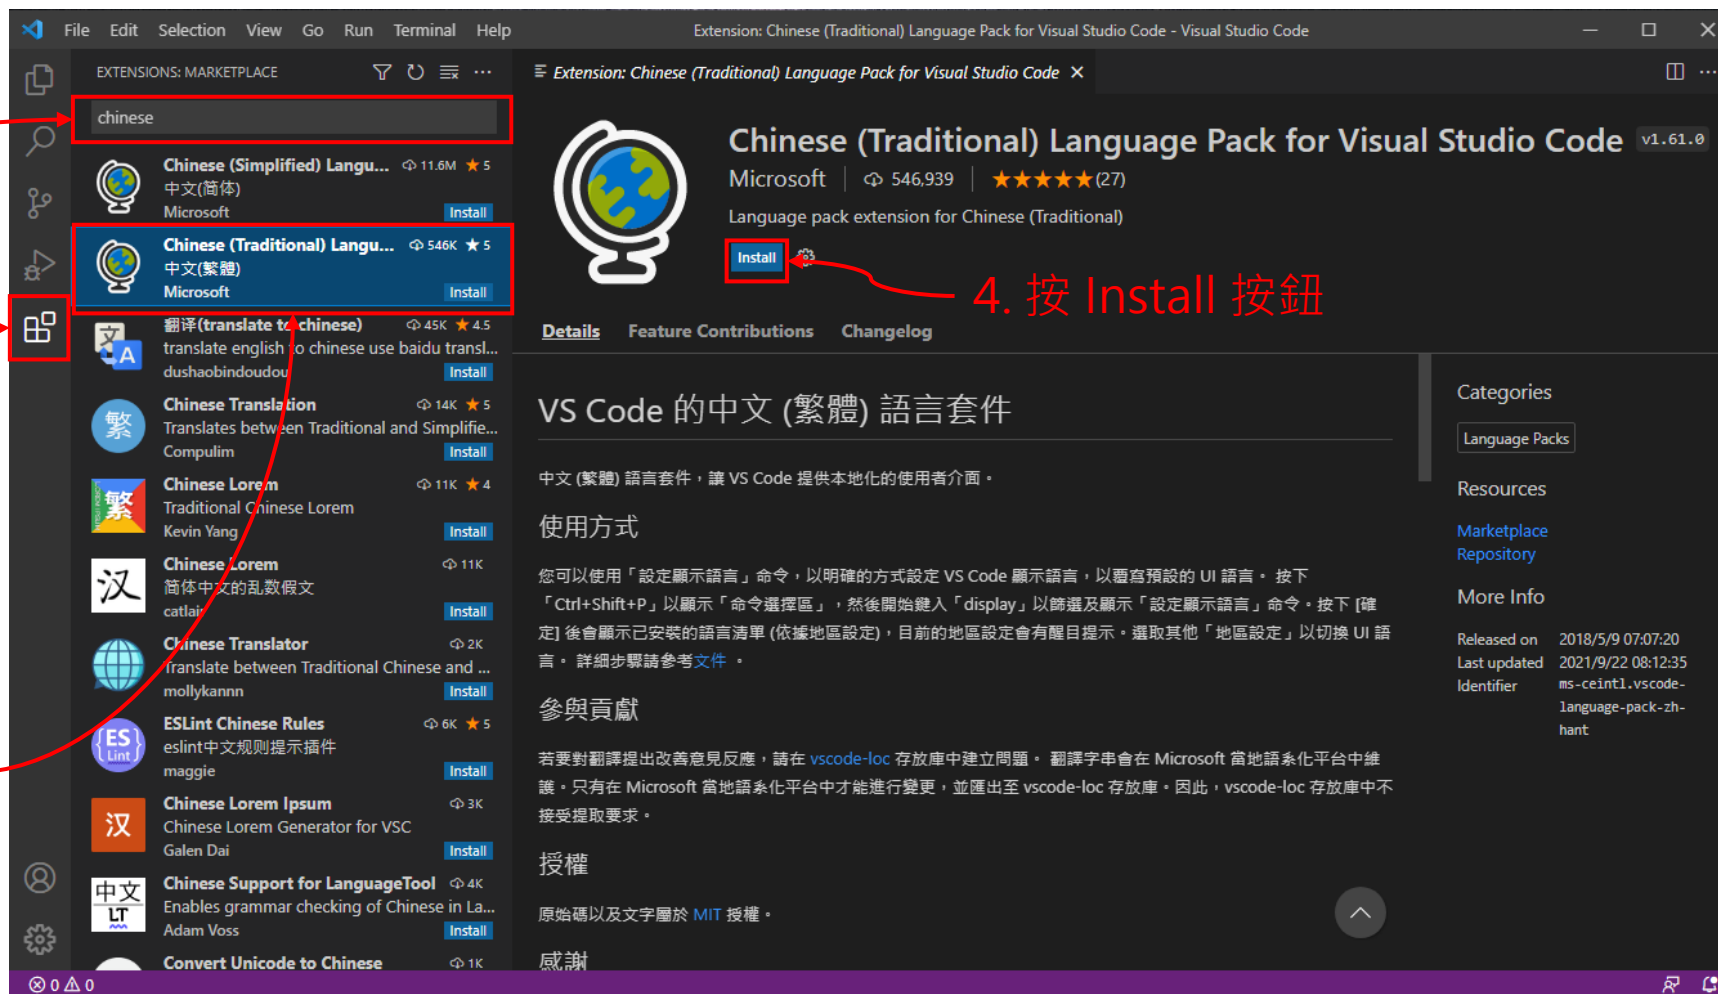 File Edit Selection View Go Run Terminal Help
Extension: Chinese (Traditional) Language Pack for Visual Studio Code - Visual Studio Code
EXTENSIONS: MARKETPLACE
chinese
Chinese (Simplified) Langu... 11.6M ★ 5
中文(简体)
Microsoft Install
Chinese (Traditional) Langu... 546K ★ 5
中文(繁體)
Microsoft Install
翻译(translate to chinese) 45K ★ 4.5
translate english to chinese use baidu transl...
dushaobindoudou Install
繁
Chinese Translation 14K ★ 5
Translates between Traditional and Simplifie...
Compulim Install
繁
Chinese Lorem 11K ★ 4
Traditional Chinese Lorem
Kevin Yang Install
汉
Chinese Lorem 11K
简体中文的乱数假文
catlair Install
Chinese Translator 2K
Translate between Traditional Chinese and ...
mollykannn Install
{ES}
Lint
ESLint Chinese Rules 6K ★ 5
eslint中文规则提示插件
maggie Install
汉
Chinese Lorem Ipsum 3K
Chinese Lorem Generator for VSC
Galen Dai Install
中文
LT
Chinese Support for LanguageTool 4K
Enables grammar checking of Chinese in La...
Adam Voss Install
Convert Unicode to Chinese 1K
0 0
Extension: Chinese (Traditional) Language Pack for Visual Studio Code
Chinese (Traditional) Language Pack for Visual Studio Code v1.61.0
Microsoft 546,939 ★★★★★(27)
Language pack extension for Chinese (Traditional)
Install
4. 按 Install 按鈕
Details Feature Contributions Changelog
VS Code 的中文 (繁體) 語言套件
中文 (繁體) 語言套件，讓 VS Code 提供本地化的使用者介面。
使用方式
您可以使用「設定顯示語言」命令，以明確的方式設定 VS Code 顯示語言，以覆寫預設的 UI 語言。 按下
「Ctrl+Shift+P」以顯示「命令選擇區」，然後開始鍵入「display」以篩選及顯示「設定顯示語言」命令。按下 [確
定] 後會顯示已安裝的語言清單 (依據地區設定)，目前的地區設定會有醒目提示。選取其他「地區設定」以切換 UI 語
言。 詳細步驟請參考文件 。
參與貢獻
若要對翻譯提出改善意見反應，請在 vscode-loc 存放庫中建立問題。 翻譯字串會在 Microsoft 當地語系化平台中維
護。只有在 Microsoft 當地語系化平台中才能進行變更，並匯出至 vscode-loc 存放庫。因此，vscode-loc 存放庫中不
接受提取要求。
授權
原始碼以及文字屬於 MIT 授權。
感謝
Categories
Language Packs
Resources
Marketplace
Repository
More Info
Released on 2018/5/9 07:07:20
Last updated 2021/9/22 08:12:35
Identifier ms-ceintl.vscode-
language-pack-zh-
hant